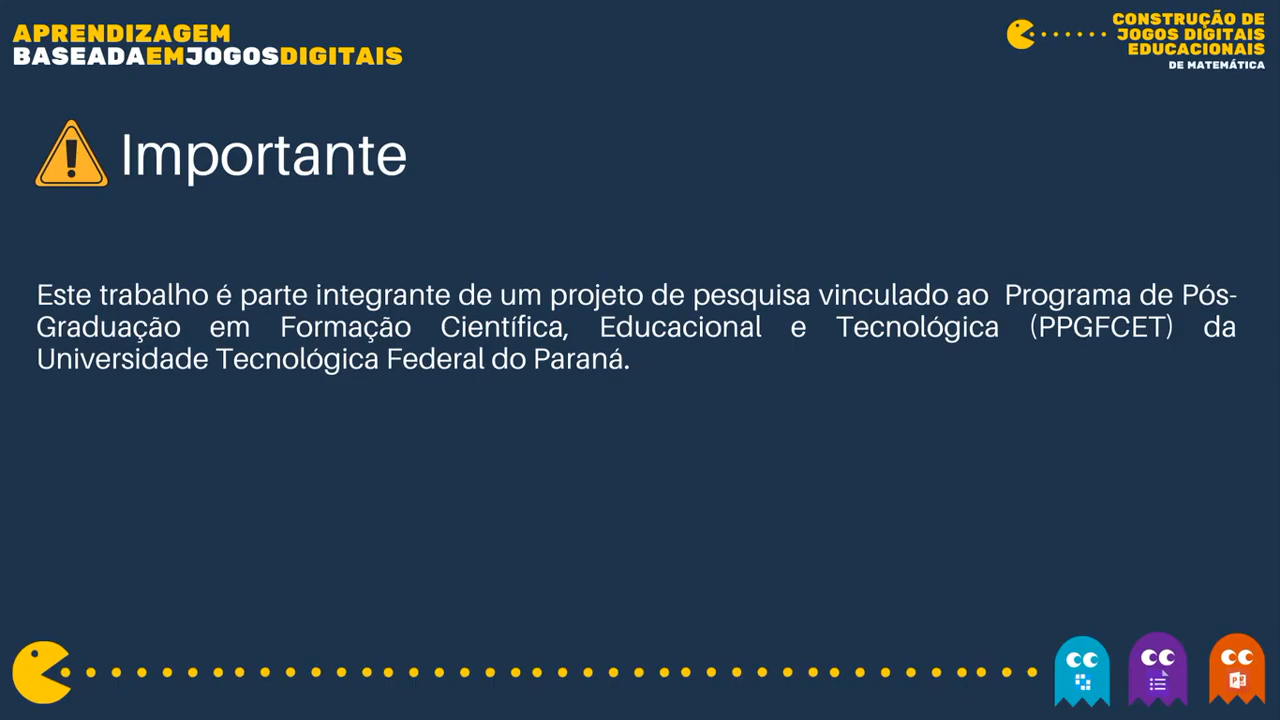 APRENDIZAGEM
BASEADAEMJOGOSDIGITAIS
CONSTRUÇÃO DE
JOGOS DIGITAIS
EDUCACIONAIS
DE MATEMÁTICA
Importante
Este trabalho é parte integrante de um projeto de pesquisa vinculado ao Programa de Pós-
Graduação em Formação Científica, Educacional e Tecnológica (PPGFCET) da
Universidade Tecnológica Federal do Paraná.